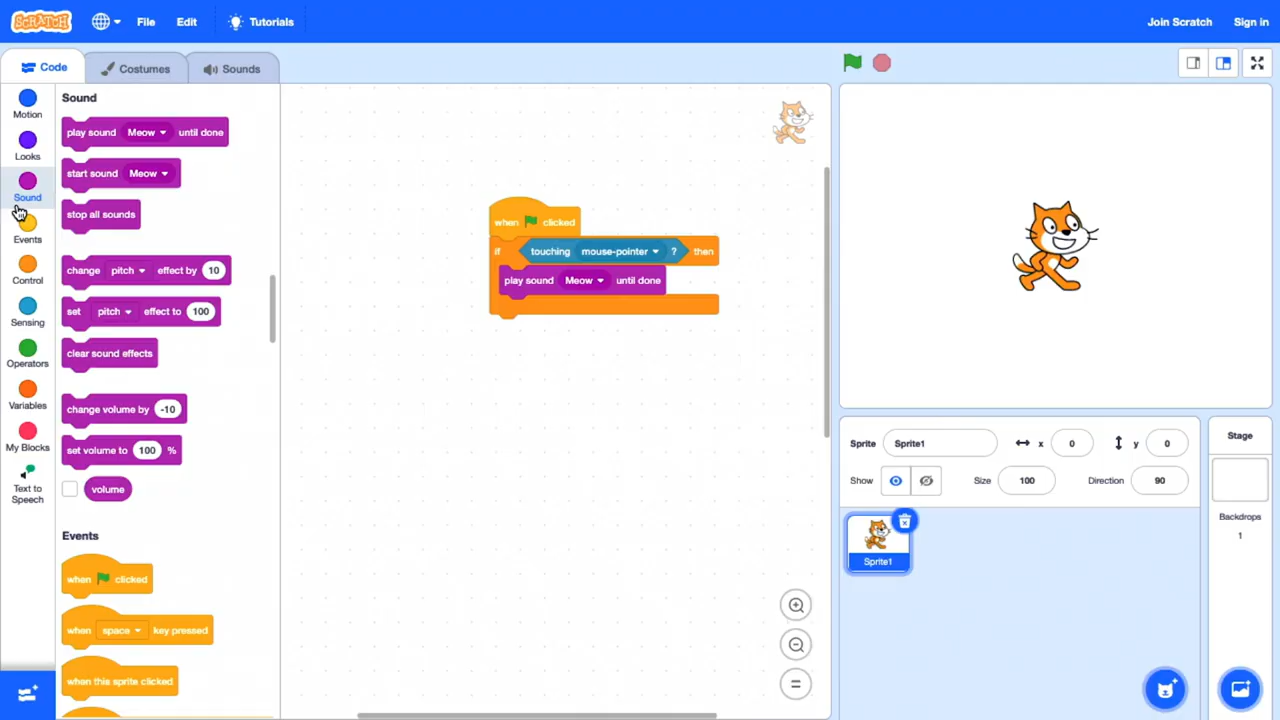 SCRATCH File Edit Tutorials Join Scratch Sign in
Code Costumes Sounds
Motion
Looks
Sound
Events
Control
Sensing
Operators
Variables
My Blocks
Text to
Speech
Sound
play sound Meow until done
start sound Meow
stop all sounds
change pitch effect by 10
set pitch effect to 100
clear sound effects
change volume by -10
set volume to 100 %
volume
Events
when clicked
when space key pressed
when this sprite clicked
when clicked
if touching mouse-pointer ? then
play sound Meow until done
Sprite Sprite1 x 0 y 0
Show Size 100 Direction 90
Sprite1
Stage
Backdrops
1